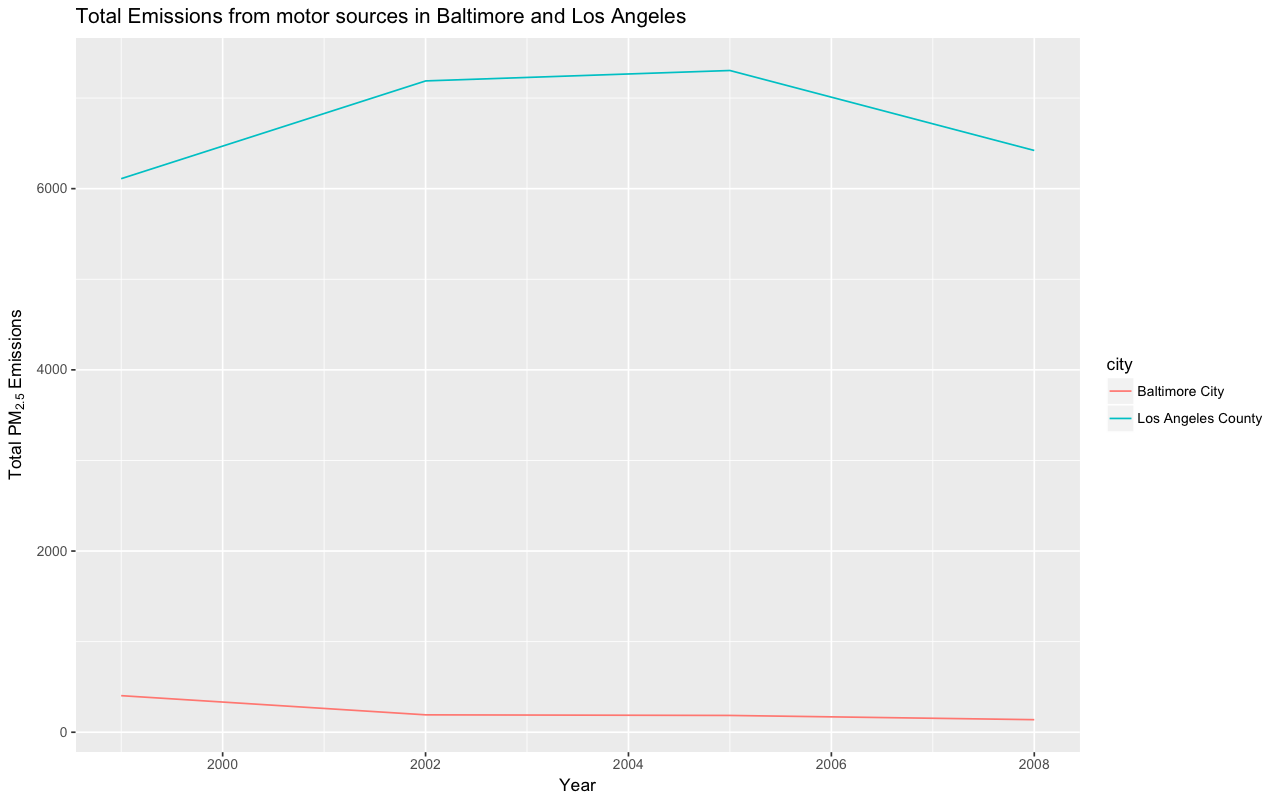 Total Emissions from motor sources in Baltimore and Los Angeles
Total PM2.5 Emissions
6000
4000
2000
0
2000
2002
2004
2006
2008
Year
city
Baltimore City
Los Angeles County